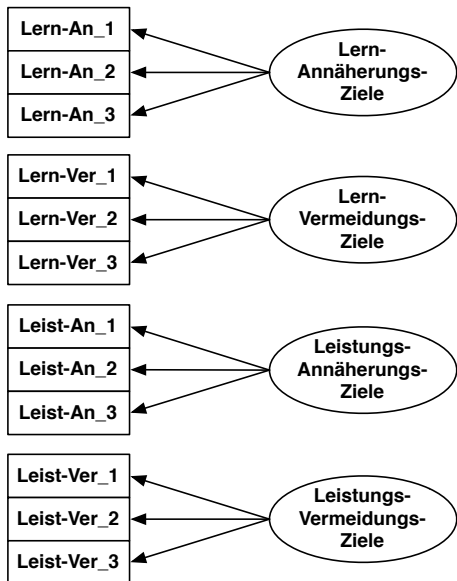 Lern-An_1
Lern-An_2
Lern-An_3
Lern-
Annäherungs-
Ziele
Lern-Ver_1
Lern-Ver_2
Lern-Ver_3
Lern-
Vermeidungs-
Ziele
Leist-An_1
Leist-An_2
Leist-An_3
Leistungs-
Annäherungs-
Ziele
Leist-Ver_1
Leist-Ver_2
Leist-Ver_3
Leistungs-
Vermeidungs-
Ziele